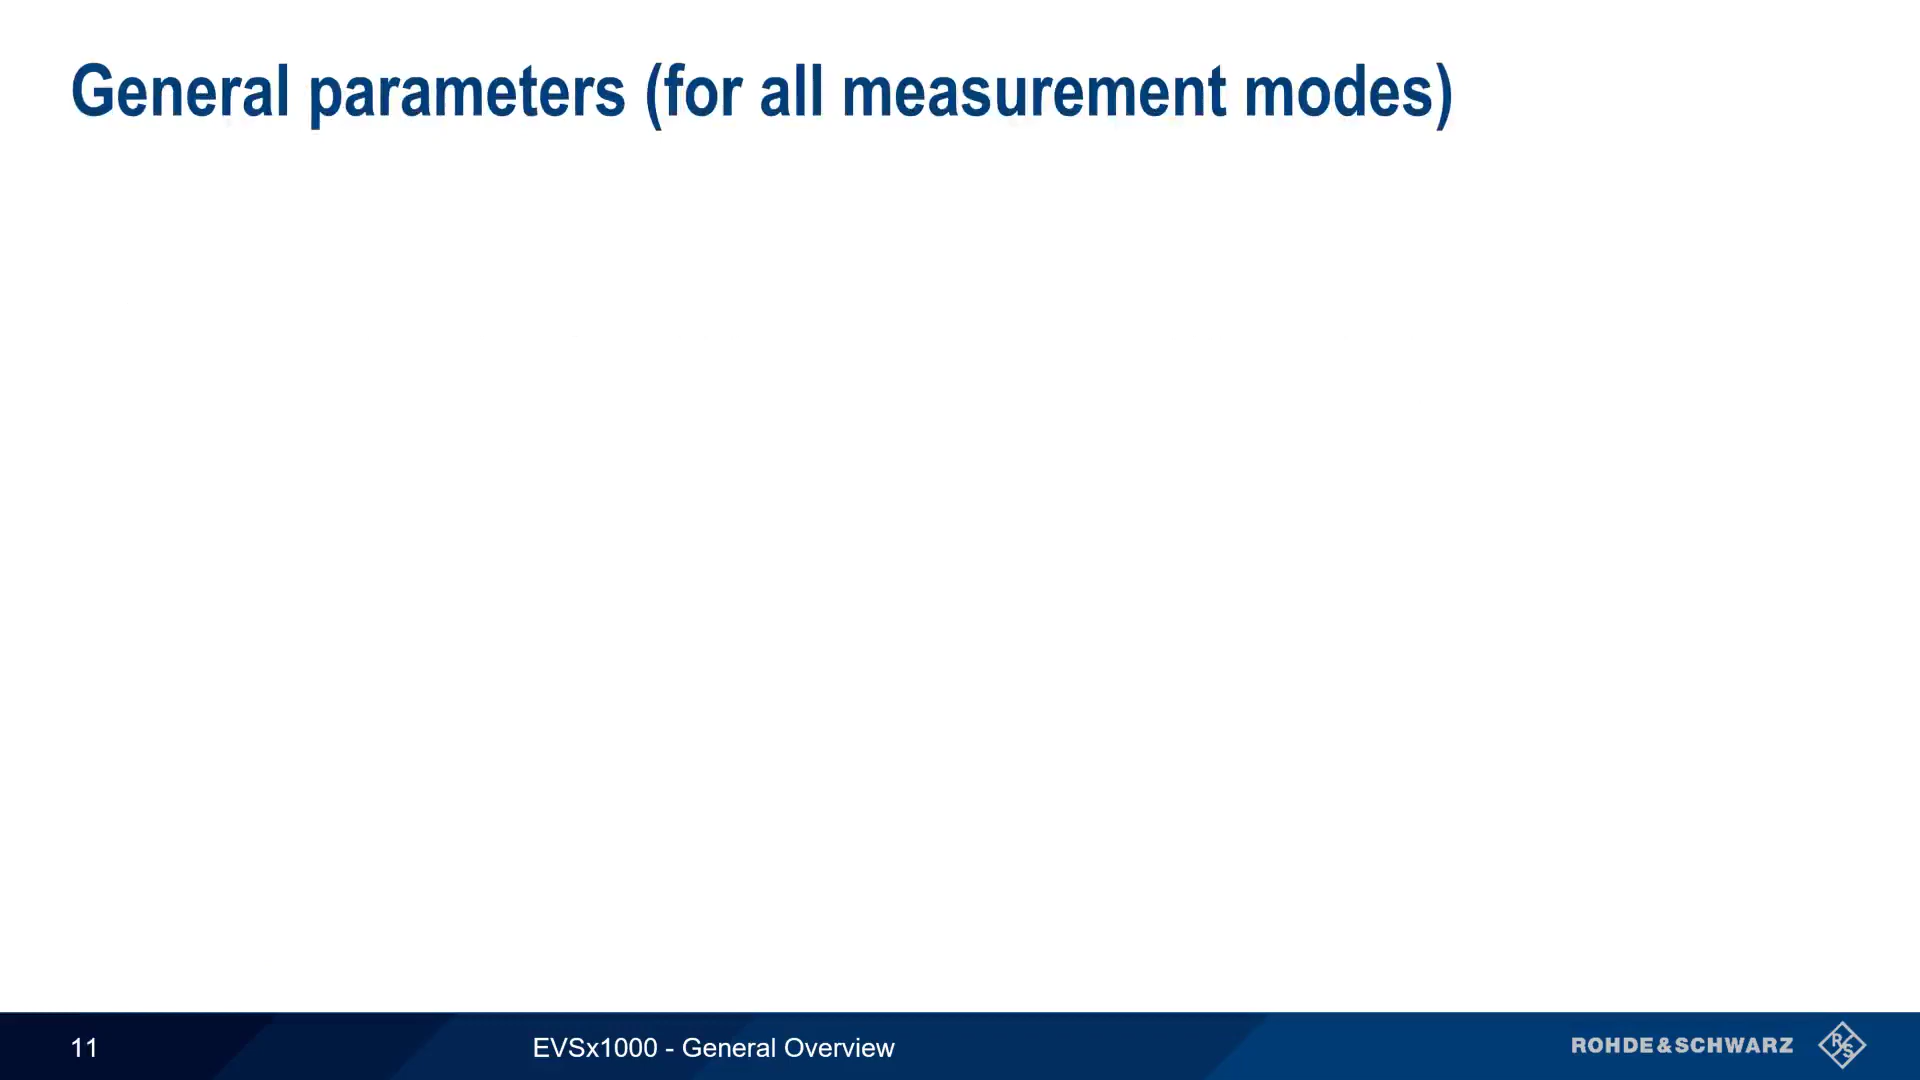 General parameters (for all measurement modes)
11
EVSx1000 - General Overview
ROHDE&SCHWARZ
R
S